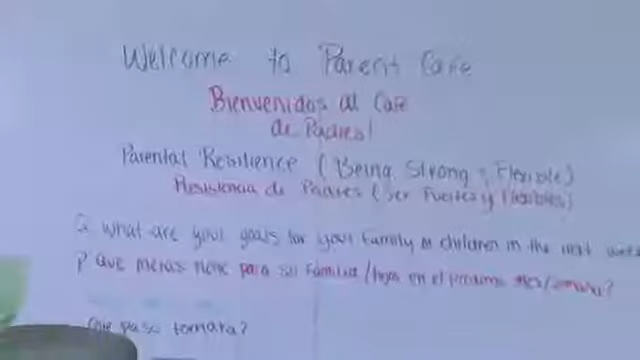 Welcome to Parent Cafe
Bienvenidos al Cafe
de Padres!
Parental Resilience (Being Strong & Flexible)
Resistencia de Padres (ser Fuertes y Flexibles)
What are your goals for your family or children in the next
Que metas tiene para su Familia / hijos en el proximo mes/semana?
Que paso tomara?